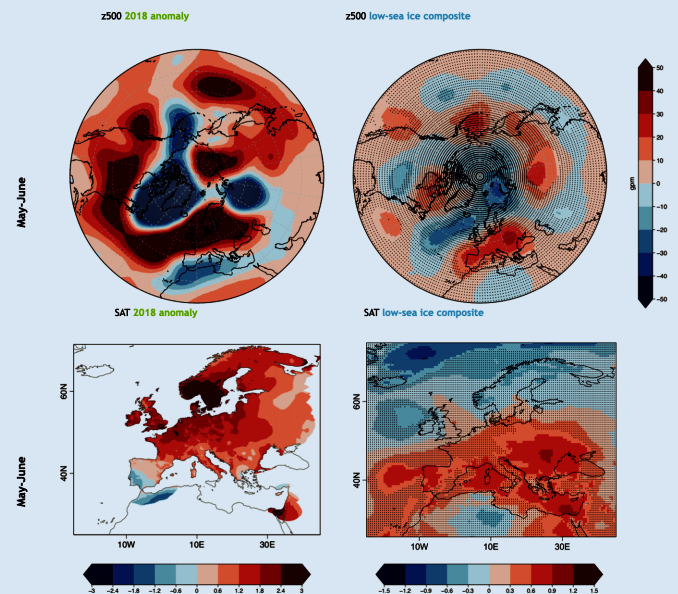 z500 2018 anomaly
z500 low-sea ice composite
May-June
50
40
30
20
10
0
−10
−20
−30
−40
−50
gpm
SAT 2018 anomaly
SAT low-sea ice composite
May-June
60N
40N
10W 10E 30E
60N
40N
10W 10E 30E
−3 −2.4 −1.8 −1.2 −0.6 0 0.6 1.2 1.8 2.4 3
−1.5 −1.2 −0.9 −0.6 −0.3 0 0.3 0.6 0.9 1.2 1.5